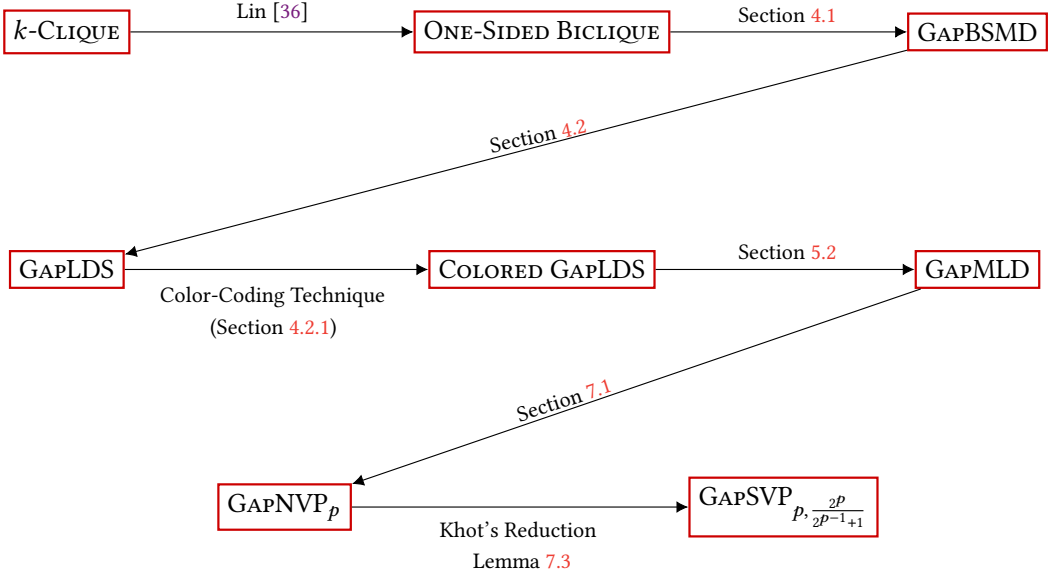 Lin [36]
Section 4.1
k-Clique
One-Sided Biclique
GapBSMD
Section 4.2
GapLDS
Colored GapLDS
Section 5.2
GapMLD
Color-Coding Technique
(Section 4.2.1)
Section 7.1
GapNVP_p
GapSVP_{p, \frac{2^p}{2^{p-1}+1}}
Khot's Reduction
Lemma 7.3